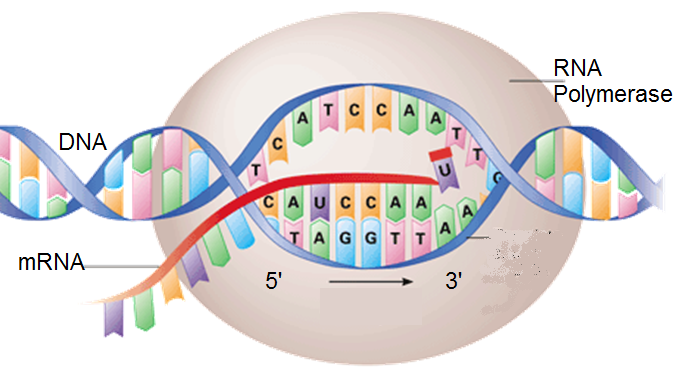 RNA
Polymerase
DNA
T C A T C C A A T T G
U
C A U C C A A
T A G G T T A A
mRNA
5' 3'